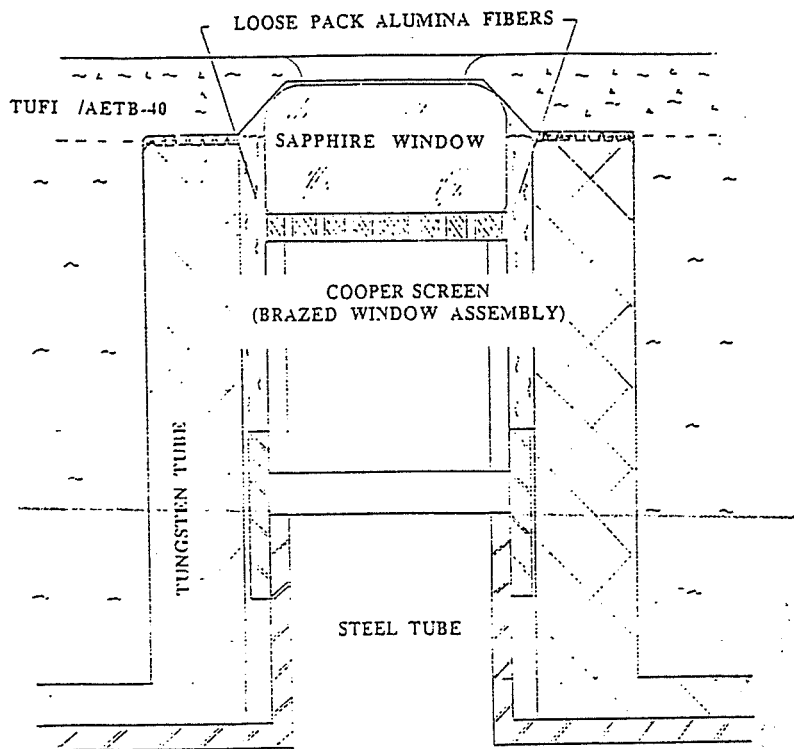 LOOSE PACK ALUMINA FIBERS
TUFI /AETB-40
SAPPHIRE WINDOW
COOPER SCREEN
(BRAZED WINDOW ASSEMBLY)
TUNGSTEN TUBE
STEEL TUBE